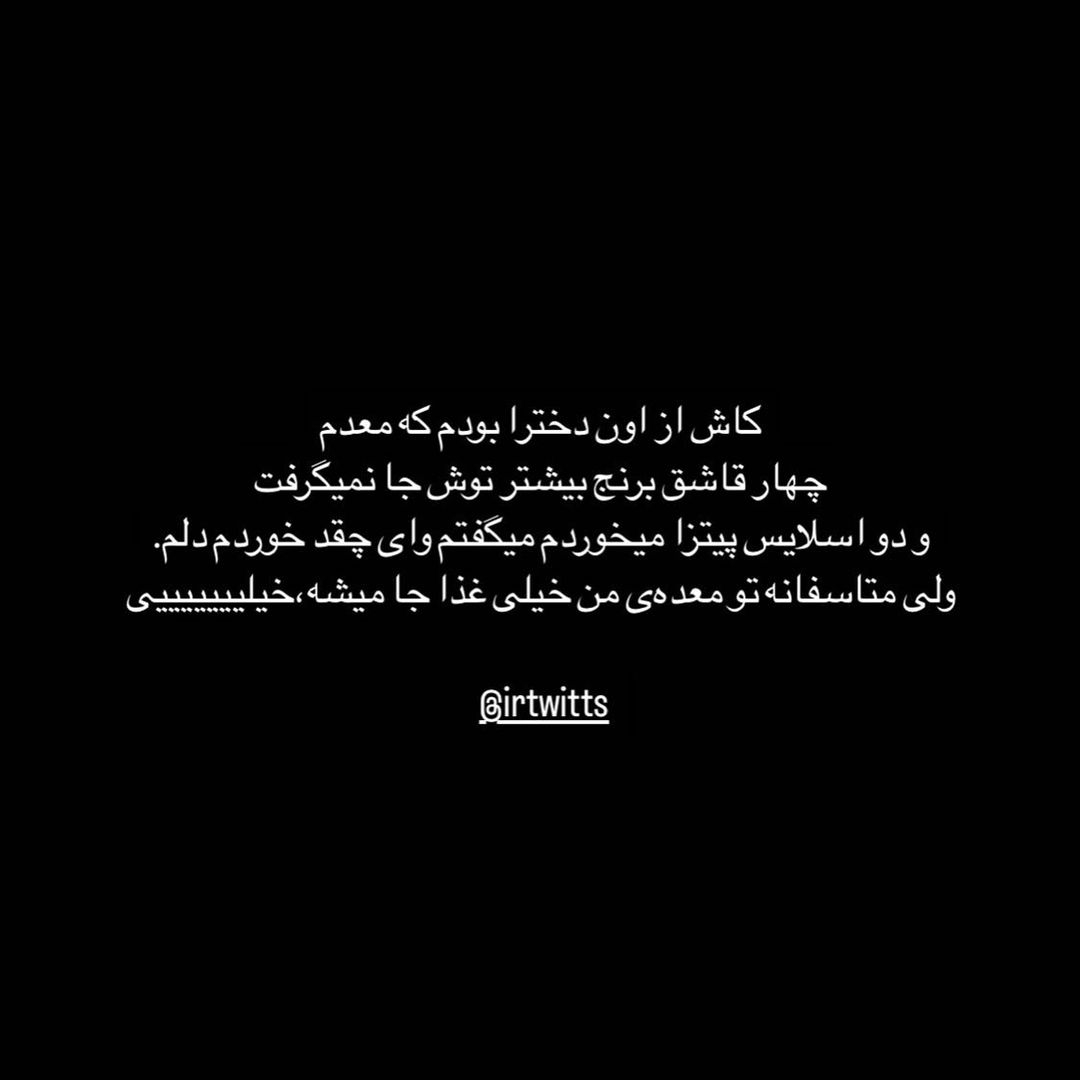 کاش از اون دخترا بودم که معدم
چهار قاشق برنج بیشتر توش جا نمیگرفت
و دو اسلایس پیتزا میخوردم میگفتم وای چقد خوردم دلم.
ولی متاسفانه تو معده‌ی من خیلی غذا جا میشه،خیلیییییییییی
@irtwitts